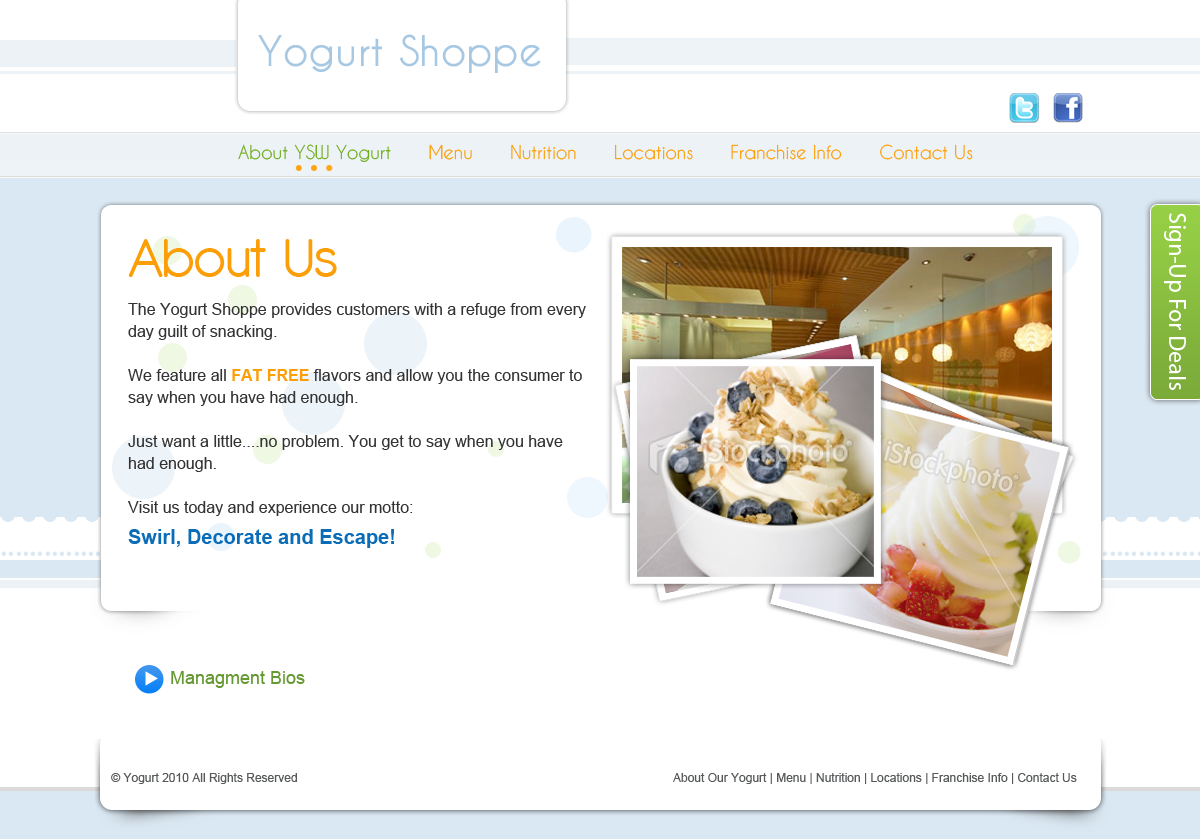 Yogurt Shoppe
About YSW Yogurt Menu Nutrition Locations Franchise Info Contact Us
Sign-Up For Deals
About Us
The Yogurt Shoppe provides customers with a refuge from every
day guilt of snacking.
We feature all FAT FREE flavors and allow you the consumer to
say when you have had enough.
Just want a little....no problem. You get to say when you have
had enough.
Visit us today and experience our motto:
Swirl, Decorate and Escape!
iStockphoto
iStockphoto
Managment Bios
© Yogurt 2010 All Rights Reserved
About Our Yogurt | Menu | Nutrition | Locations | Franchise Info | Contact Us